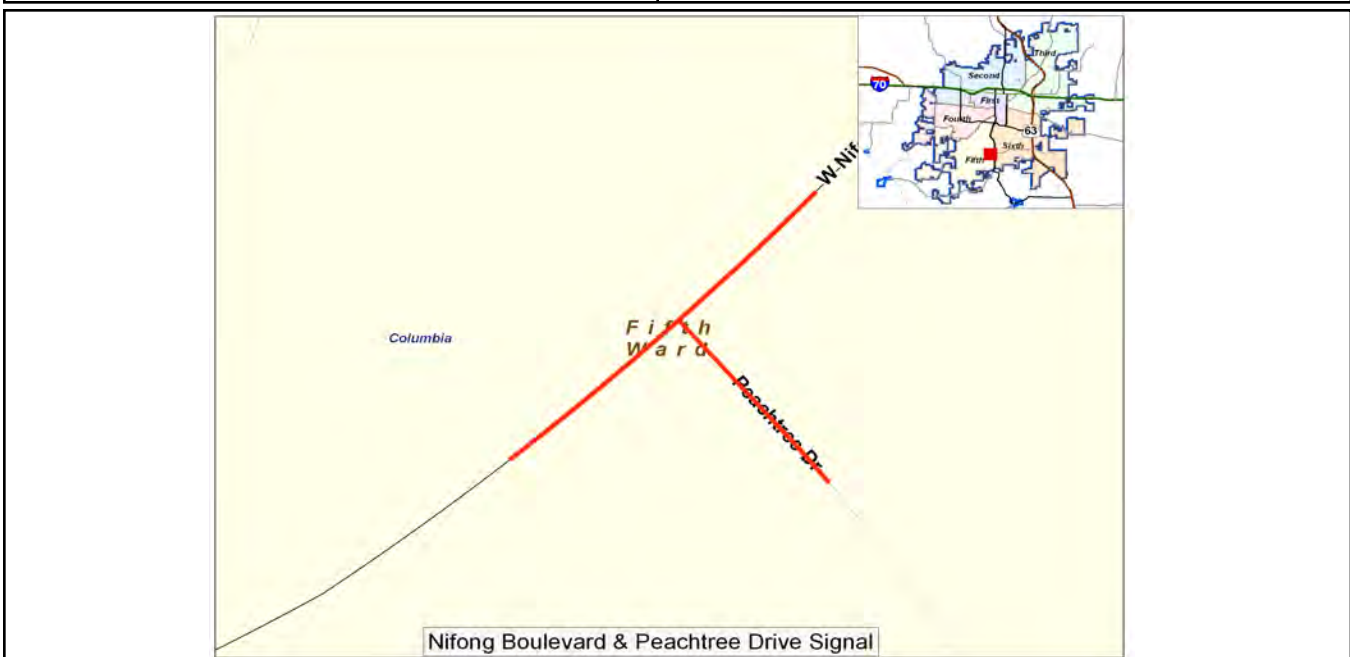 Third
Second
70
First
Fourth
63
Sixth
Fifth
W-Nif
Fifth
Ward
Columbia
Peachtree Dr
Nifong Boulevard & Peachtree Drive Signal